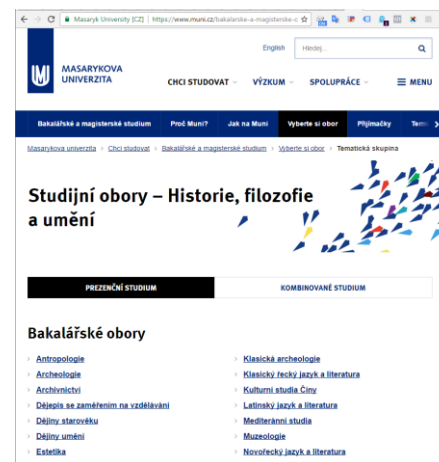 Masaryk University [CZ] | https://www.muni.cz/bakalarske-a-magisterske-o
English
Hledej..
MASARYKOVA
UNIVERZITA
CHCI STUDOVAT
VÝZKUM
SPOLUPRÁCE
MENU
Bakalářské a magisterské studium
Proč Muni?
Jak na Muni
Vyberte si obor
Přijímačky
Masarykova univerzita › Chci studovat › Bakalářské a magisterské studium › Vyberte si obor › Tematická skupina
Studijní obory – Historie, filozofie
a umění
PREZENČNÍ STUDIUM
KOMBINOVANÉ STUDIUM
Bakalářské obory
Antropologie
Archeologie
Archivnictví
Dějepis se zaměřením na vzdělávání
Dějiny starověku
Dějiny umění
Estetika
Klasická archeologie
Klasický řecký jazyk a literatura
Kulturní studia Číny
Latinský jazyk a literatura
Mediteránní studia
Muzeologie
Novořecký jazyk a literatura